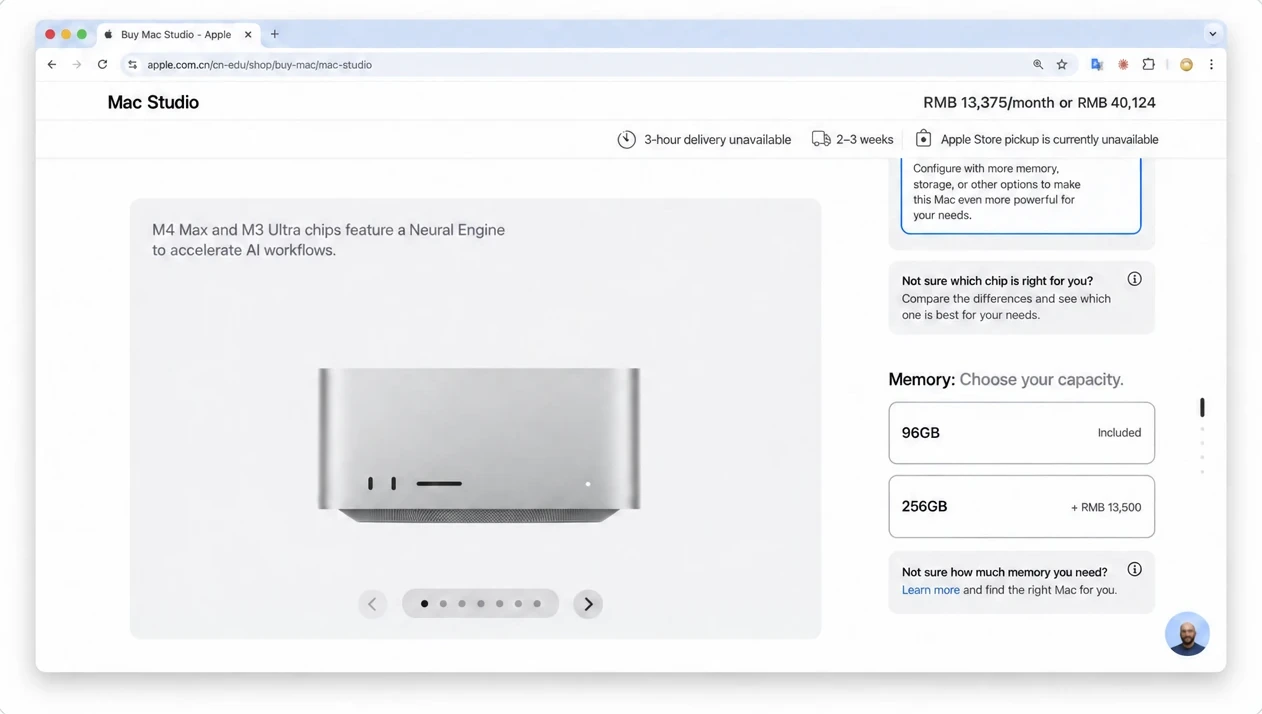 Buy Mac Studio - Apple
apple.com.cn/cn-edu/shop/buy-mac/mac-studio
Mac Studio
RMB 13,375/month or RMB 40,124
3-hour delivery unavailable
2–3 weeks
Apple Store pickup is currently unavailable
M4 Max and M3 Ultra chips feature a Neural Engine
to accelerate AI workflows.
Configure with more memory,
storage, or other options to make
this Mac even more powerful for
your needs.
Not sure which chip is right for you?
Compare the differences and see which
one is best for your needs.
Memory: Choose your capacity.
96GB Included
256GB + RMB 13,500
Not sure how much memory you need?
Learn more and find the right Mac for you.